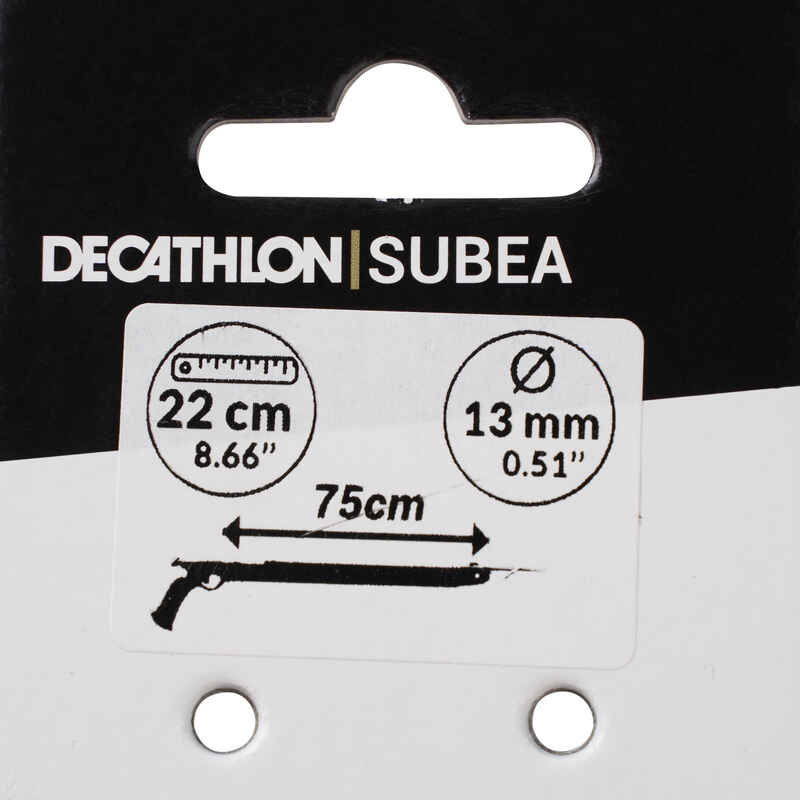 DECATHLON | SUBEA
22 cm
8.66”
Ø
13 mm
0.51”
75cm